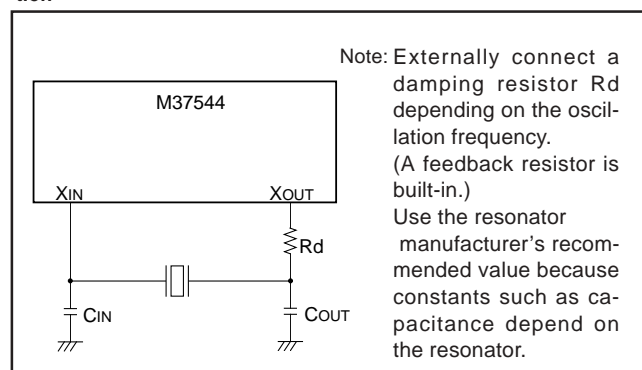 Note: Externally connect a
damping resistor Rd
depending on the oscil-
lation frequency.
(A feedback resistor is
built-in.)
Use the resonator
manufacturer's recom-
mended value because
constants such as ca-
pacitance depend on
the resonator.
M37544
XIN
XOUT
Rd
CIN
COUT